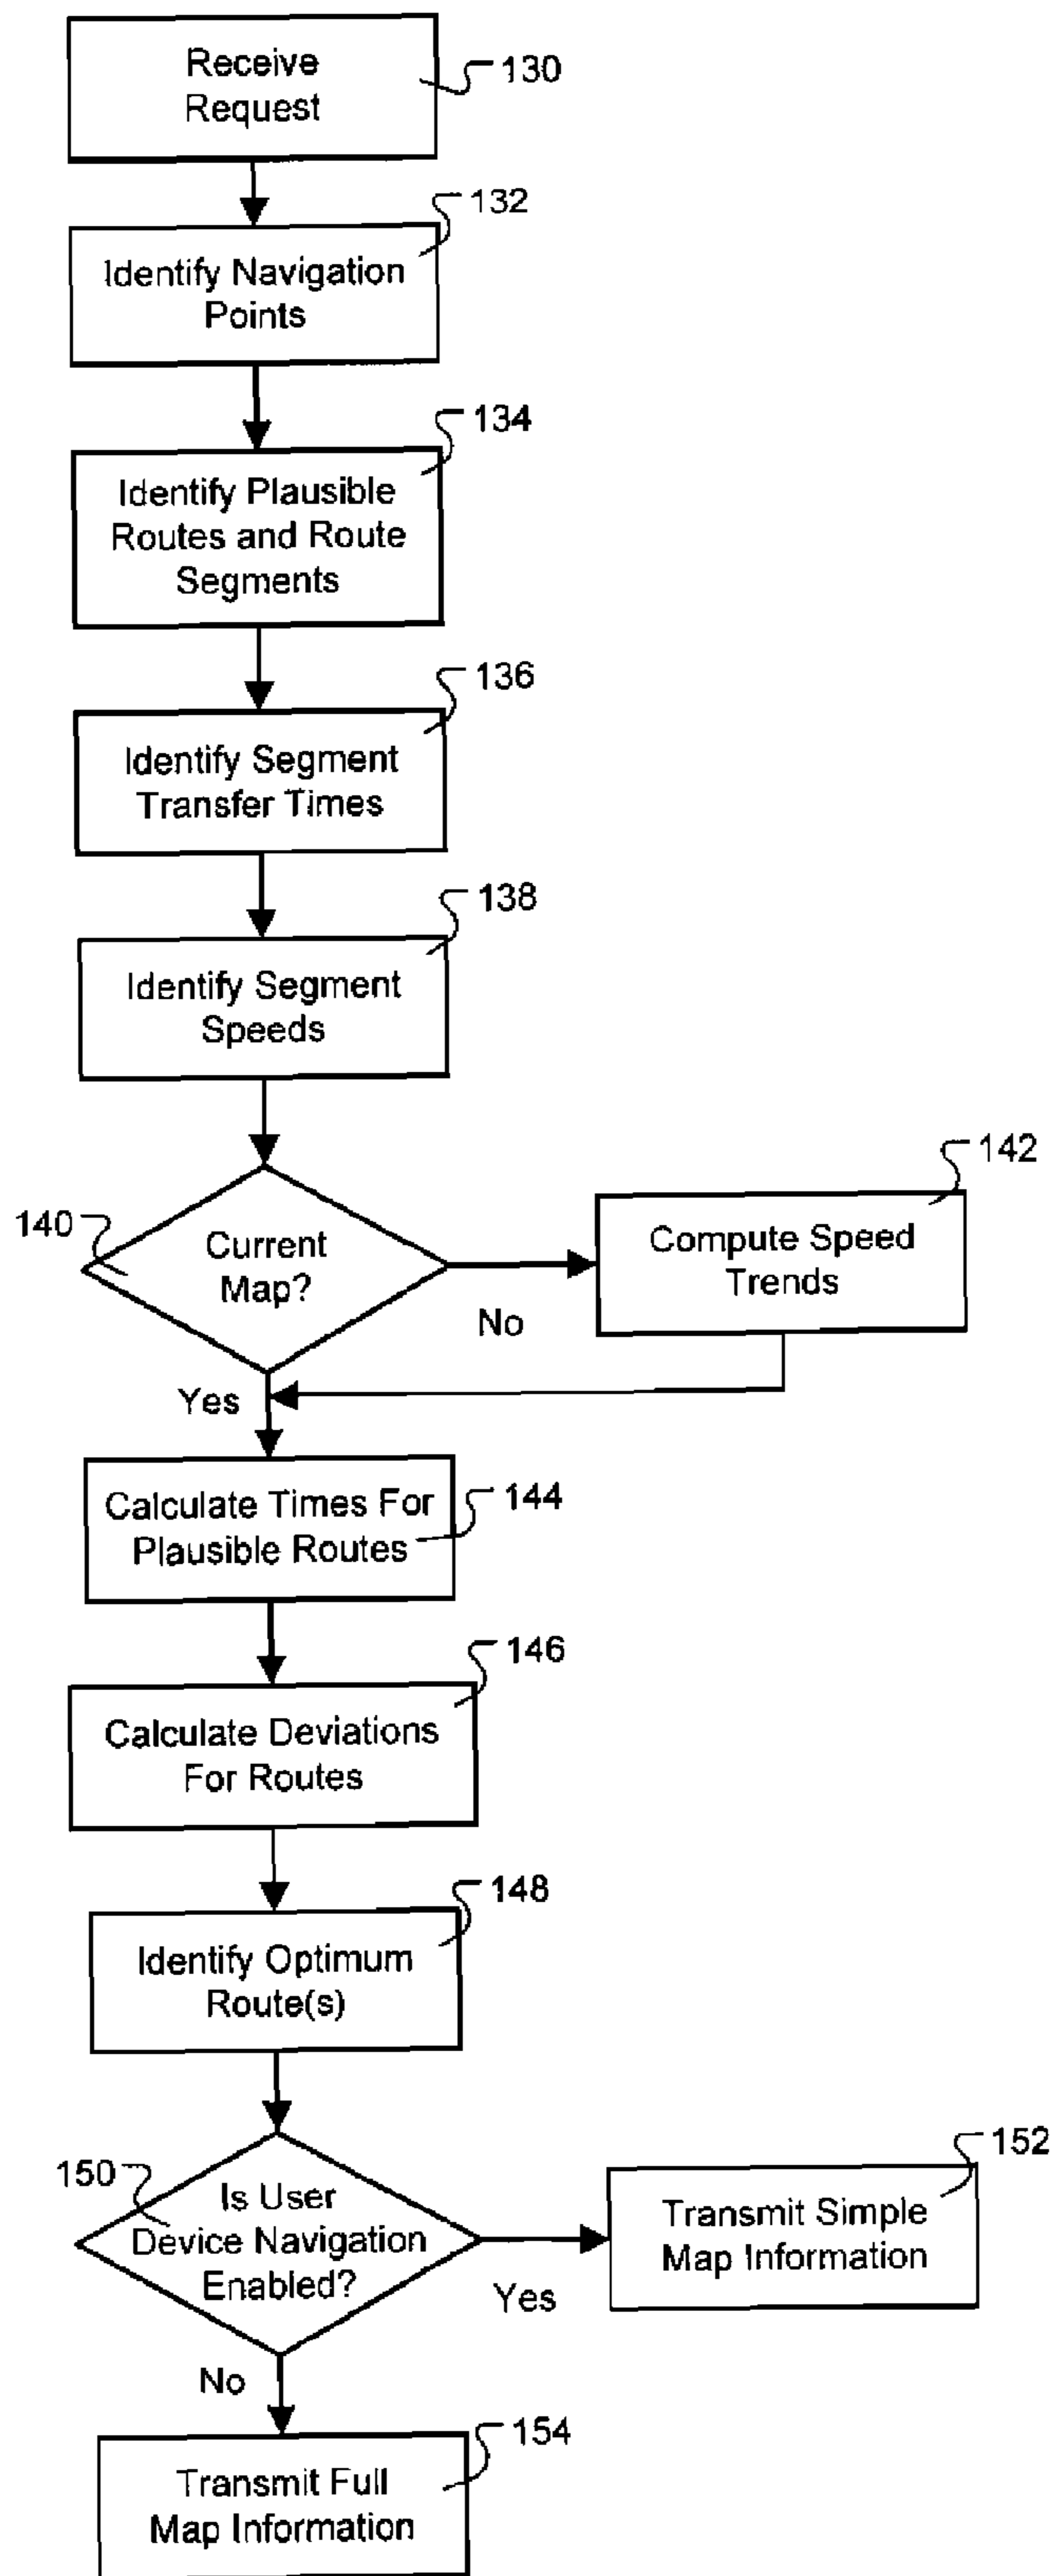 Receive
Request
130
132
Identify Navigation
Points
134
Identify Plausible
Routes and Route
Segments
136
Identify Segment
Transfer Times
138
Identify Segment
Speeds
140
Current
Map?
No
Yes
142
Compute Speed
Trends
Calculate Times For
Plausible Routes
144
146
Calculate Deviations
For Routes
148
Identify Optimum
Route(s)
150
Is User
Device Navigation
Enabled?
Yes
No
152
Transmit Simple
Map Information
154
Transmit Full
Map Information